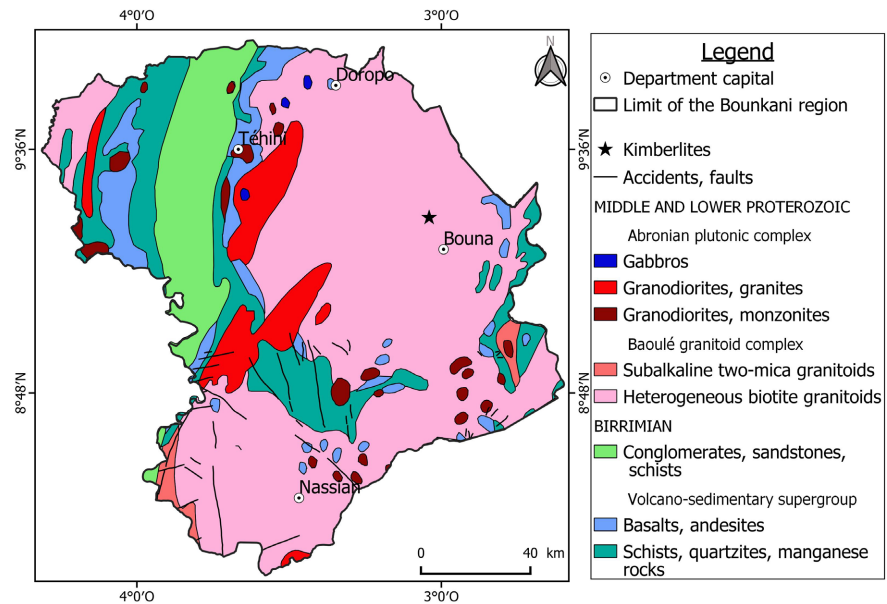 4°0′O 3°0′O
N
Doropo
Téhini
9°36′N 9°36′N
Bouna
8°48′N 8°48′N
Nassian
0 40 km
4°0′O 3°0′O
Legend
Department capital
Limit of the Bounkani region
Kimberlites
Accidents, faults
MIDDLE AND LOWER PROTEROZOIC
Abronian plutonic complex
Gabbros
Granodiorites, granites
Granodiorites, monzonites
Baoulé granitoid complex
Subalkaline two-mica granitoids
Heterogeneous biotite granitoids
BIRRIMIAN
Conglomerates, sandstones,
schists
Volcano-sedimentary supergroup
Basalts, andesites
Schists, quartzites, manganese
rocks